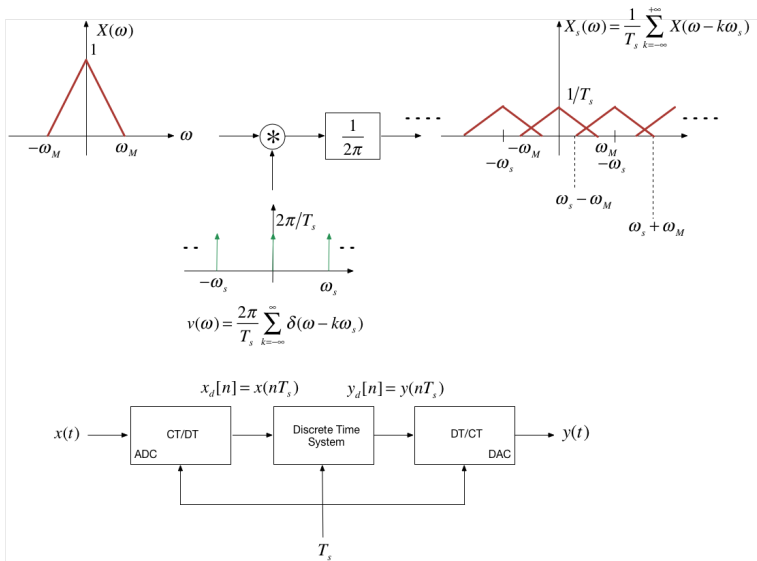 X(ω)
1
−ω_M
ω_M
ω
*
1/2π
2π/T_s
−ω_s
ω_s
v(ω) = 2π/T_s ∑_{k=−∞}^{∞} δ(ω − kω_s)
X_s(ω) = 1/T_s ∑_{k=−∞}^{+∞} X(ω − kω_s)
1/T_s
−ω_s
−ω_M
ω_M
−ω_s
ω_s − ω_M
ω_s + ω_M
x_d[n] = x(nT_s)
y_d[n] = y(nT_s)
x(t)
CT/DT
ADC
Discrete Time
System
DT/CT
DAC
y(t)
T_s